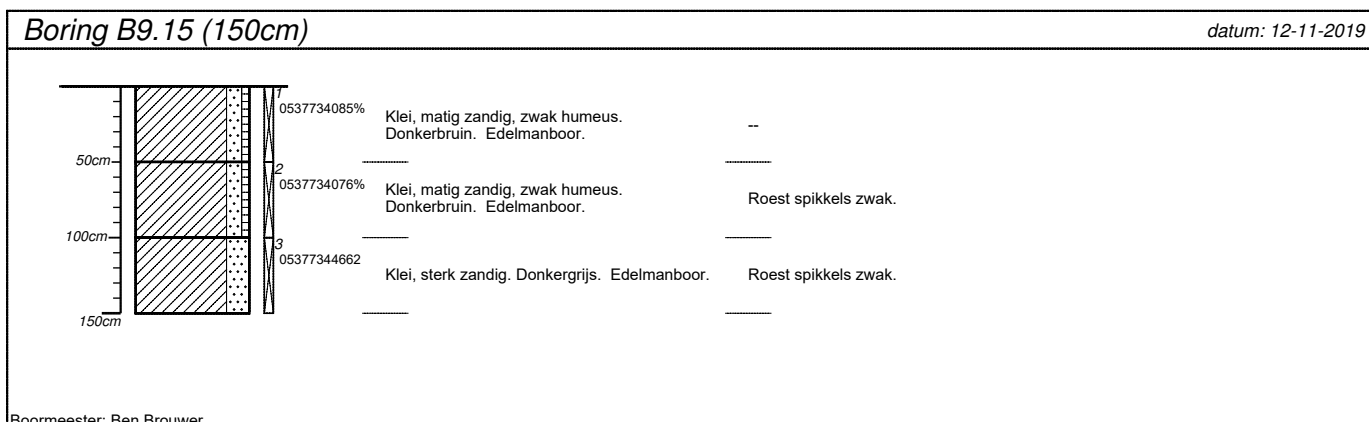 Boring B9.15 (150cm)
datum: 12-11-2019
1
0537734085%
Klei, matig zandig, zwak humeus.
Donkerbruin. Edelmanboor.
--
50cm
2
0537734076%
Klei, matig zandig, zwak humeus.
Donkerbruin. Edelmanboor.
Roest spikkels zwak.
100cm
3
05377344662
Klei, sterk zandig. Donkergrijs. Edelmanboor.
Roest spikkels zwak.
150cm
Boormeester: Ben Brouwer